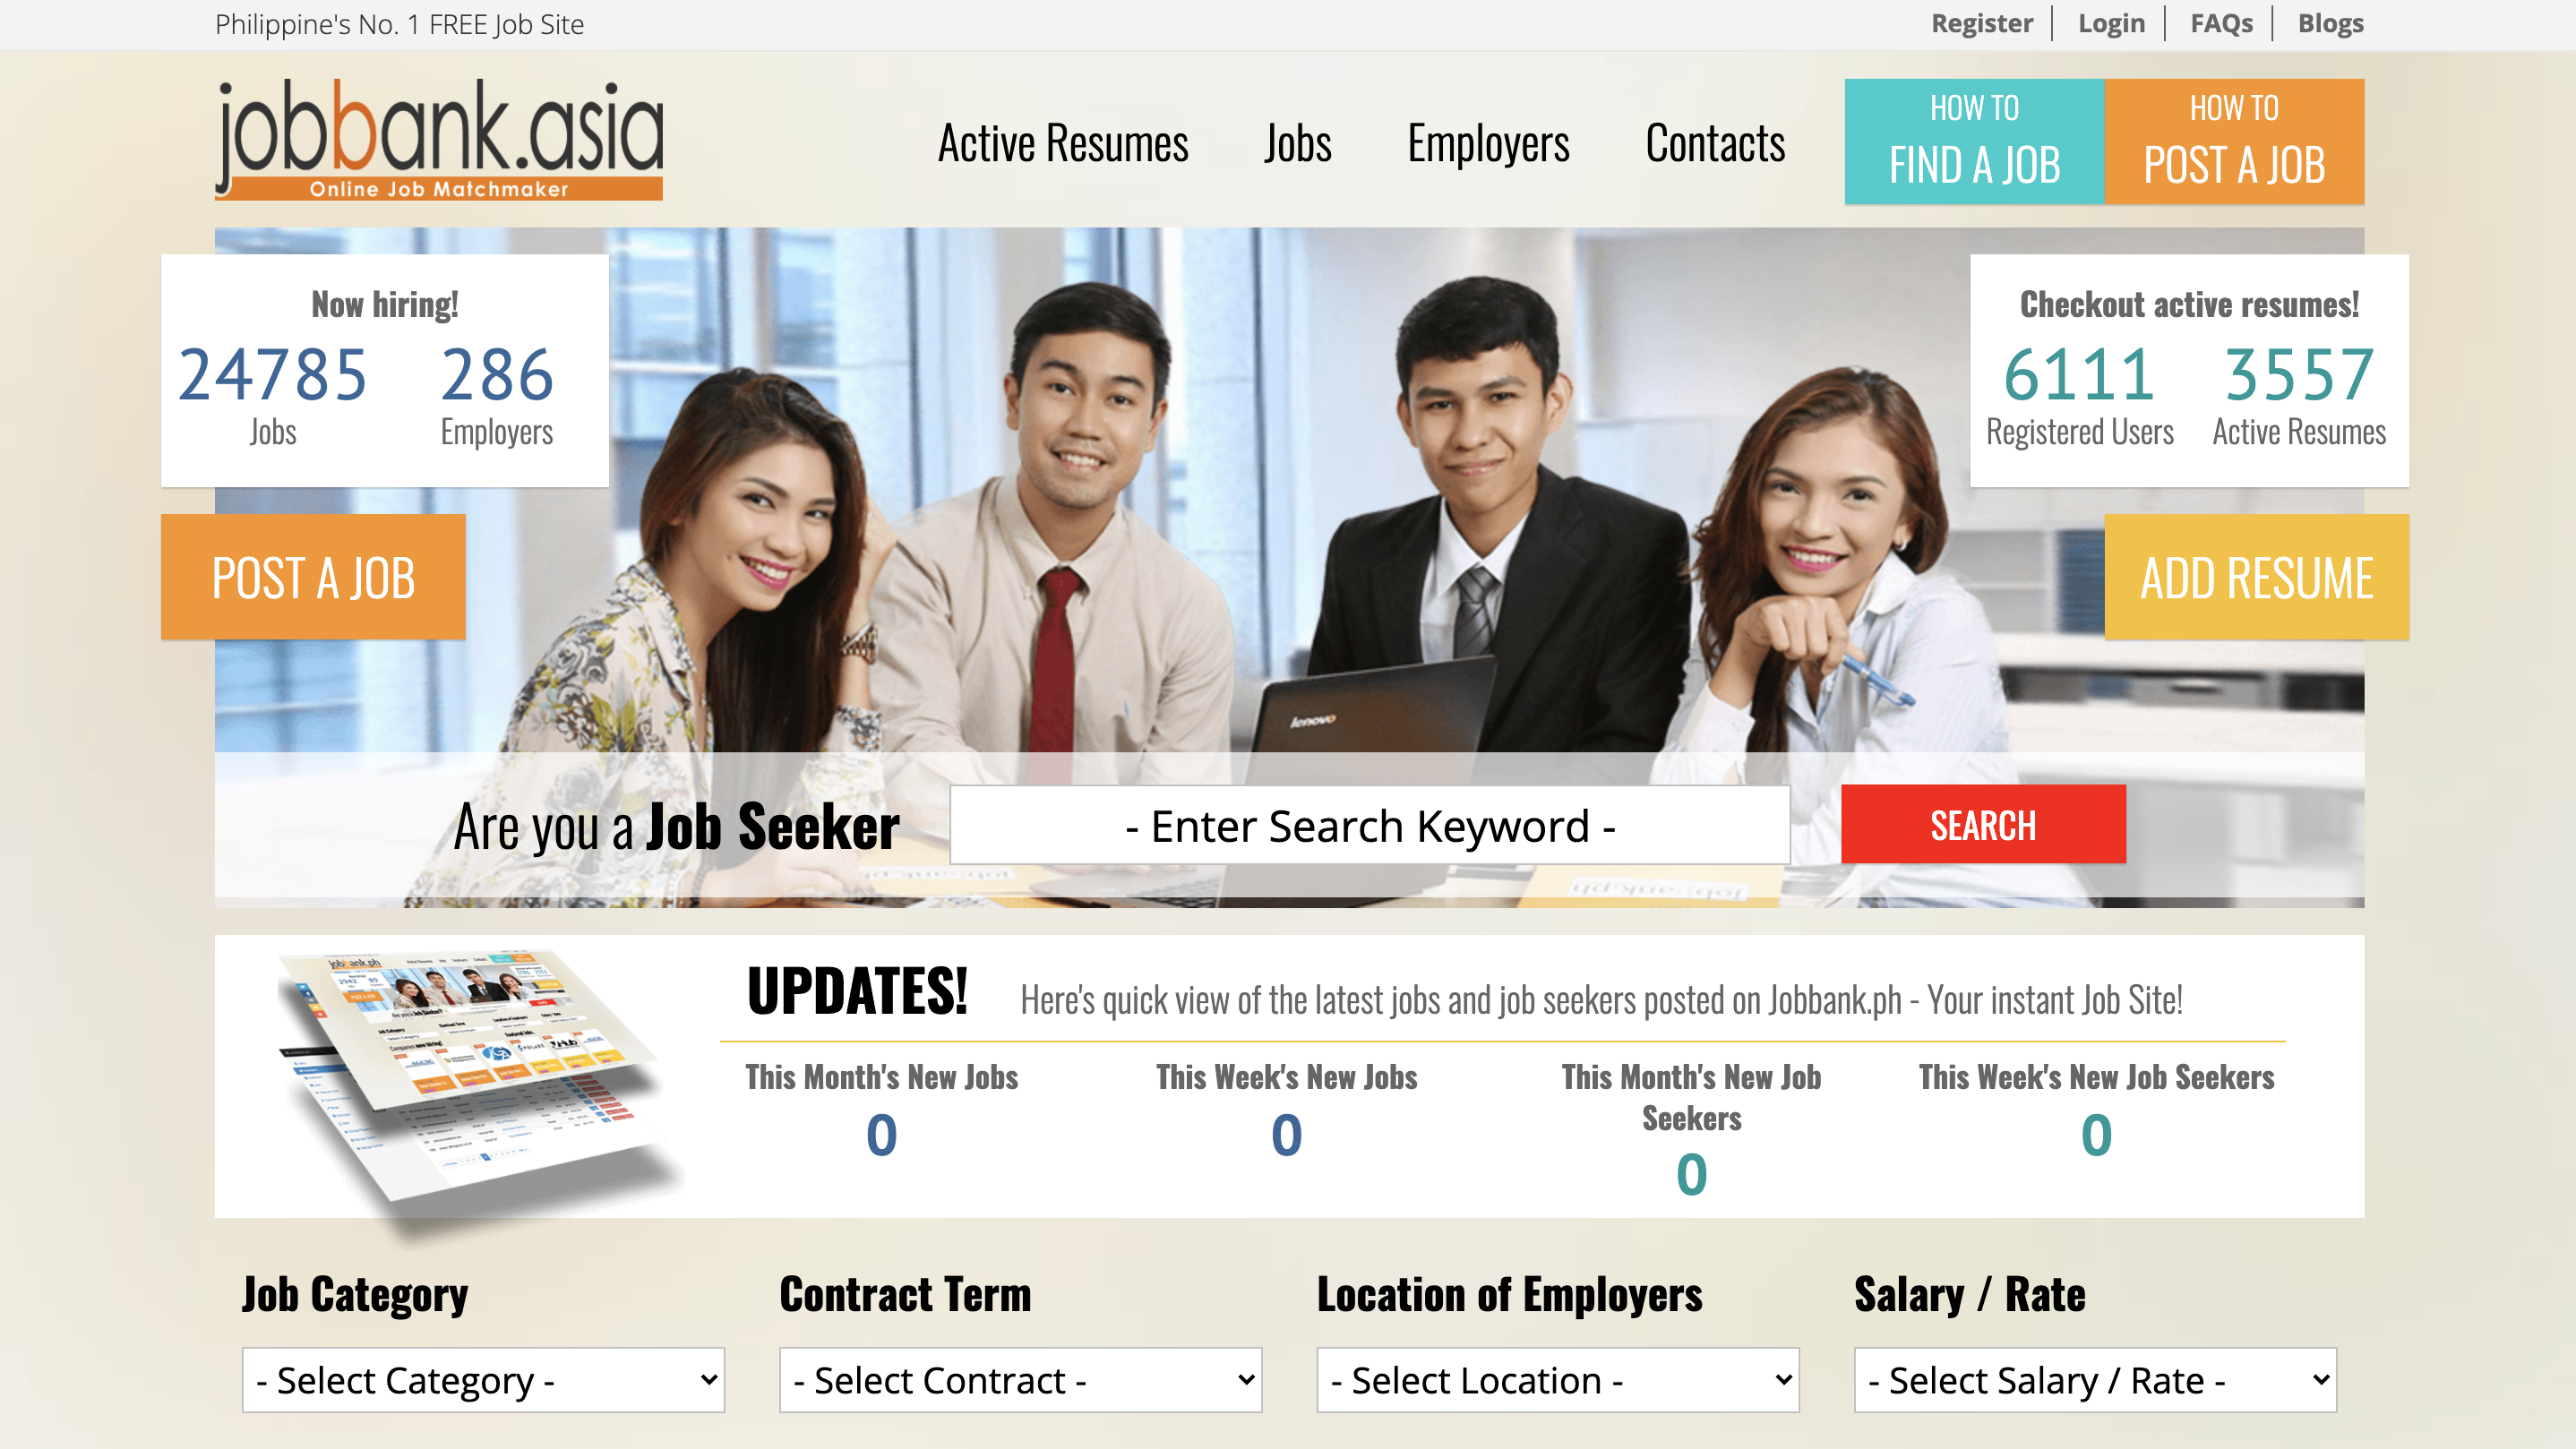 Philippine's No. 1 FREE Job Site
Register
Login
FAQs
Blogs
jobbank.asia
Online Job Matchmaker
Active Resumes
Jobs
Employers
Contacts
HOW TO
FIND A JOB
HOW TO
POST A JOB
Now hiring!
24785
286
Jobs
Employers
POST A JOB
Checkout active resumes!
6111
3557
Registered Users
Active Resumes
ADD RESUME
lenovo
Are you a Job Seeker
- Enter Search Keyword -
SEARCH
UPDATES!
Here's quick view of the latest jobs and job seekers posted on Jobbank.ph - Your instant Job Site!
This Month's New Jobs
0
This Week's New Jobs
0
This Month's New Job
Seekers
0
This Week's New Job Seekers
0
Job Category
- Select Category -
Contract Term
- Select Contract -
Location of Employers
- Select Location -
Salary / Rate
- Select Salary / Rate -